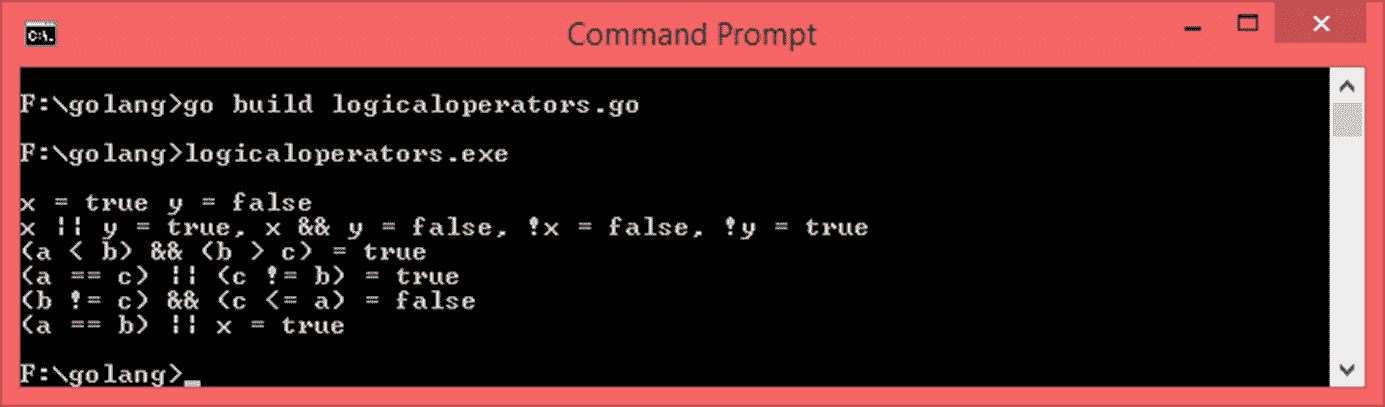 Command Prompt
F:\golang>go build logicaloperators.go
F:\golang>logicaloperators.exe
x = true y = false
x || y = true, x && y = false, !x = false, !y = true
(a < b) && (b > c) = true
(a == c) || (c != b) = true
(b != c) && (c <= a) = false
(a == b) || x = true
F:\golang>_